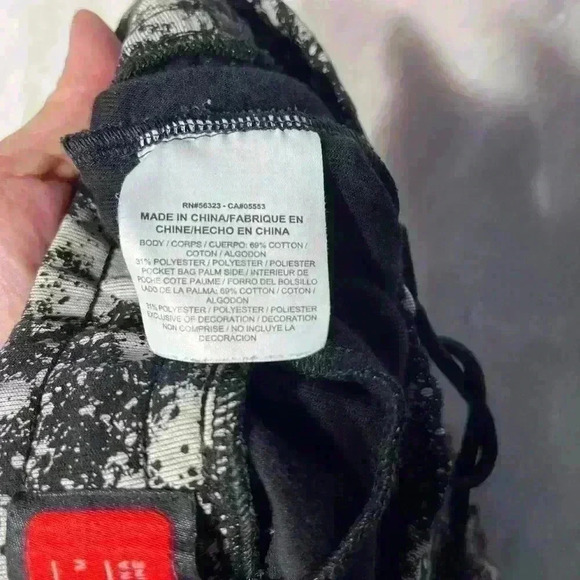 RN#56323 - CA#05553
MADE IN CHINA/FABRIQUE EN
CHINE/HECHO EN CHINA
BODY / CORPS / CUERPO: 69% COTTON /
COTON / ALGODON
31% POLYESTER / POLYESTER / POLIESTER
POCKET BAG PALM SIDE / INTERIEUR DE
POCHE COTE PAUME / FORRO DEL BOLSILLO
LADO DE LA PALMA: 69% COTTON / COTON /
ALGODON
31% POLYESTER / POLYESTER / POLIESTER
EXCLUSIVE OF DECORATION / DECORATION
NON COMPRISE / NO INCLUYE LA
DECORACION